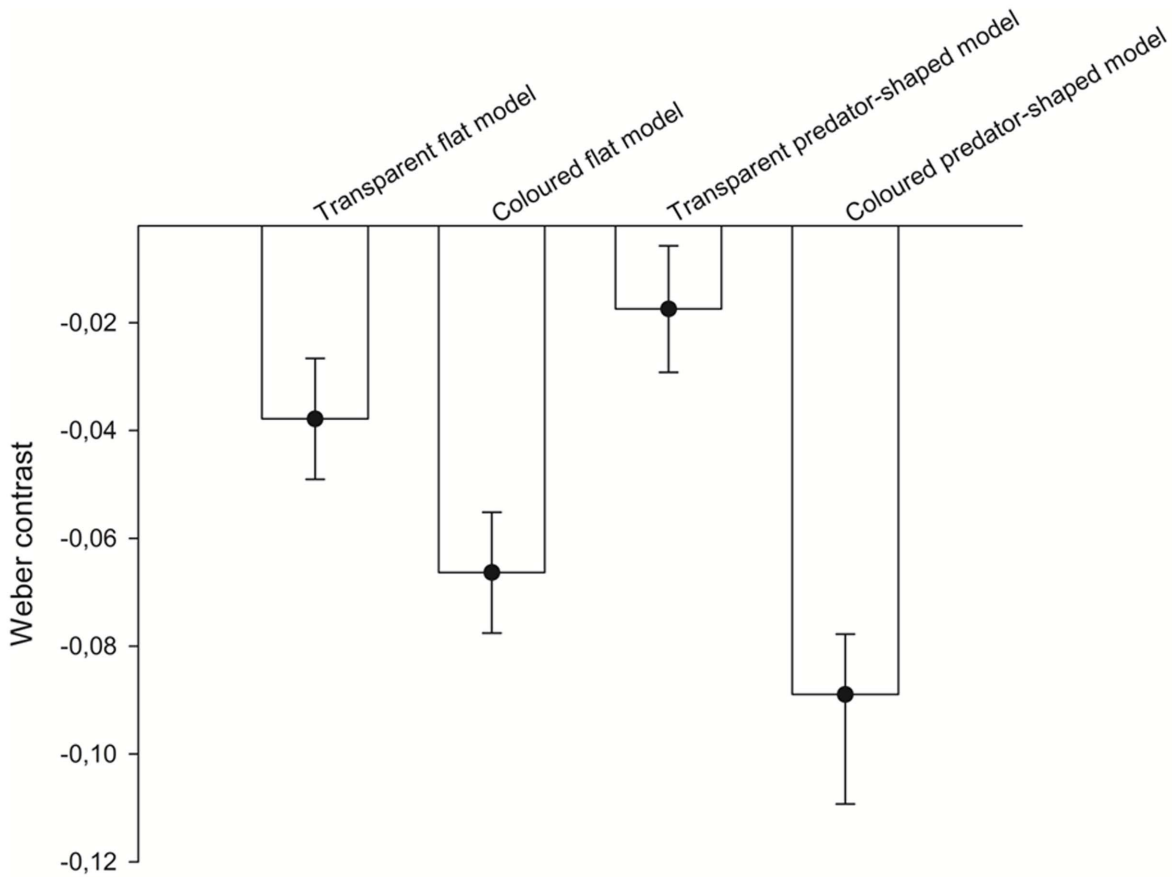 Transparent flat model
Coloured flat model
Transparent predator-shaped model
Coloured predator-shaped model
Weber contrast
-0,02
-0,04
-0,06
-0,08
-0,10
-0,12